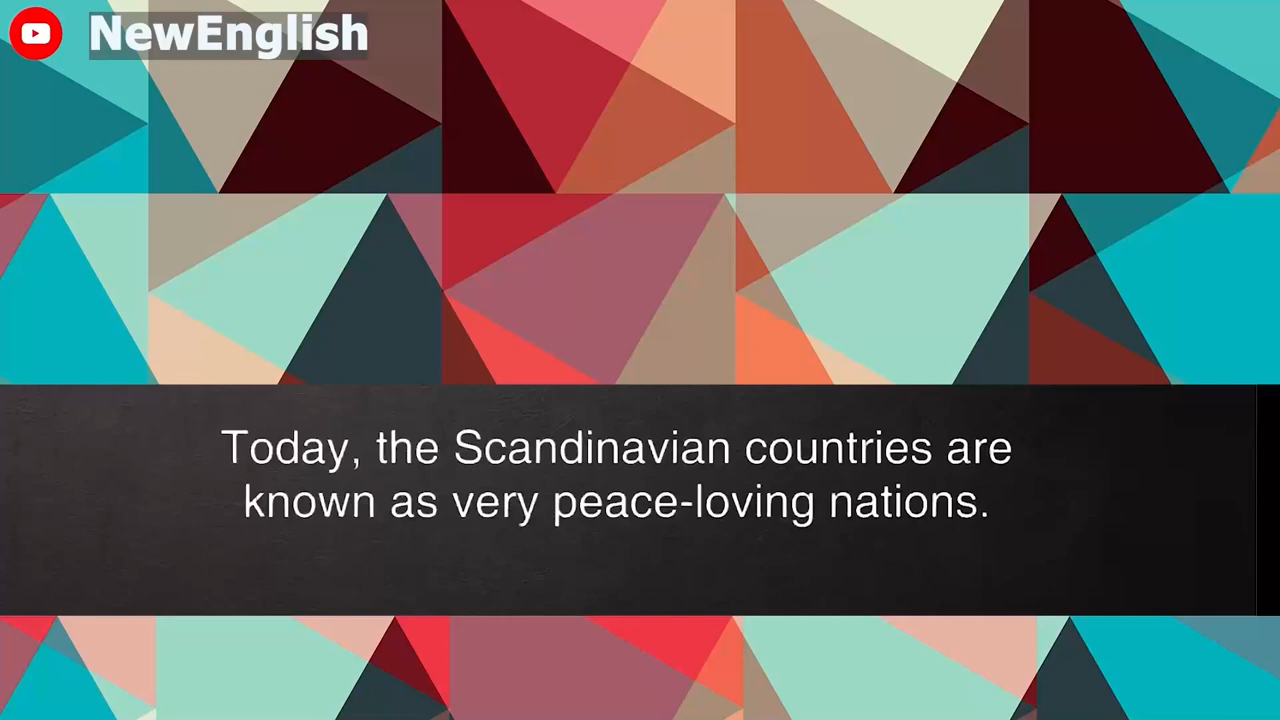 NewEnglish
Today, the Scandinavian countries are
known as very peace-loving nations.